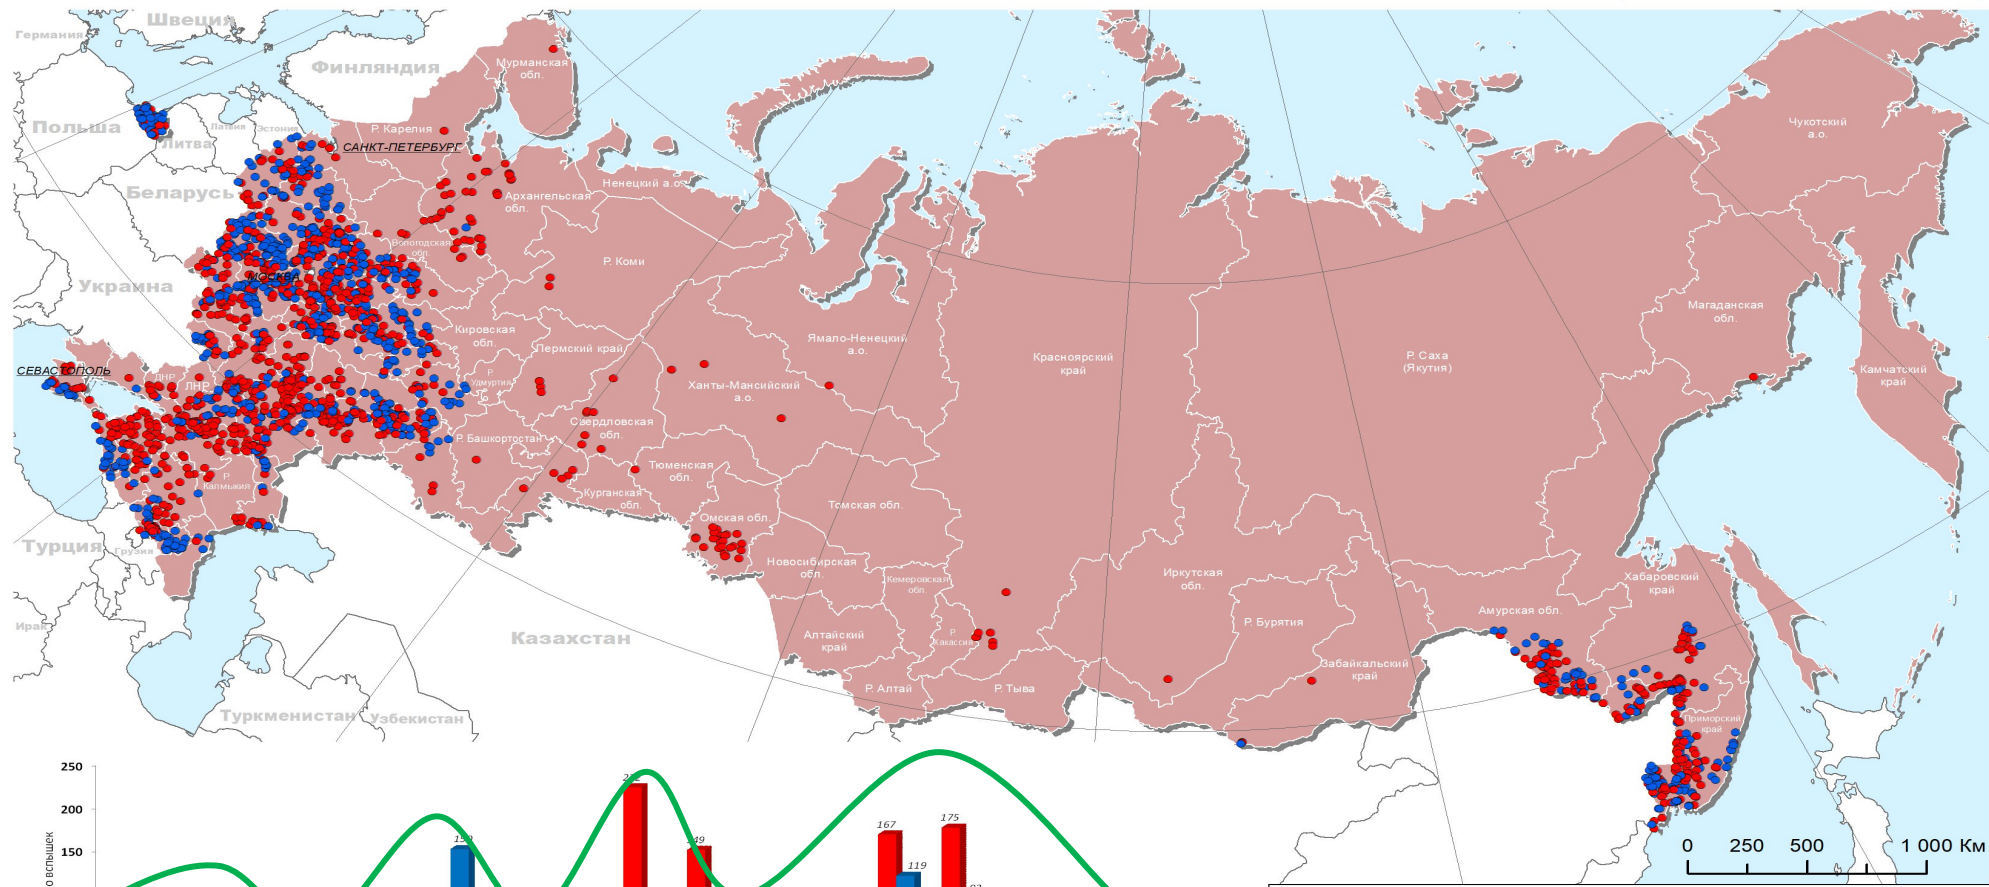 Швеция
Германия
Финляндия
Мурманская
обл.
Польша
Латвия
Эстония
Литва
Р. Карелия
САНКТ-ПЕТЕРБУРГ
Чукотский
а.о.
Беларусь
Ненецкий а.о.
Архангельская
обл.
Вологодская
обл.
Р. Коми
МОСКВА
Украина
Магаданская
обл.
Кировская
обл.
Пермский край
Ямало-Ненецкий
а.о.
Красноярский
край
Р. Саха
(Якутия)
Камчатский
край
СЕВАСТОПОЛЬ
ДНР
ЛНР
Р.
Удмуртия
Ханты-Мансийский
а.о.
Свердловская
обл.
Р. Башкортостан
Тюменская
обл.
Р.
Калмыкия
Курганская
обл.
Томская обл.
Омская обл.
Турция
Грузия
Новосибирская
обл.
Кемеровская
обл.
Иркутская
обл.
Хабаровский
край
Амурская обл.
Ирак
Казахстан
Алтайский
край
Р.
Хакассия
Р. Бурятия
Забайкальский
край
Р. Алтай
Р. Тыва
Туркменистан
Узбекистан
Приморский
край
250
200
150
о вспышек
167
119
175
0 250 500 1 000 Км